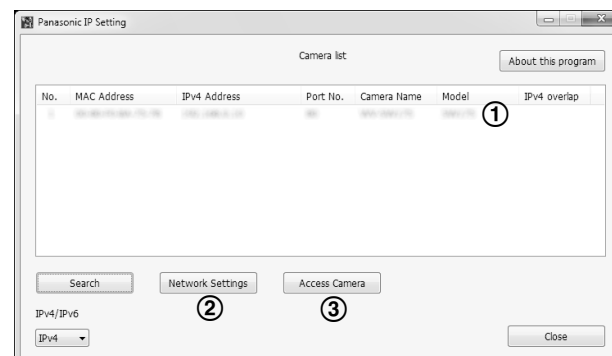 Panasonic IP Setting
Camera list
About this program
No. MAC Address IPv4 Address Port No. Camera Name Model IPv4 overlap
①
Search Network Settings Access Camera
② ③
IPv4/IPv6
IPv4 Close